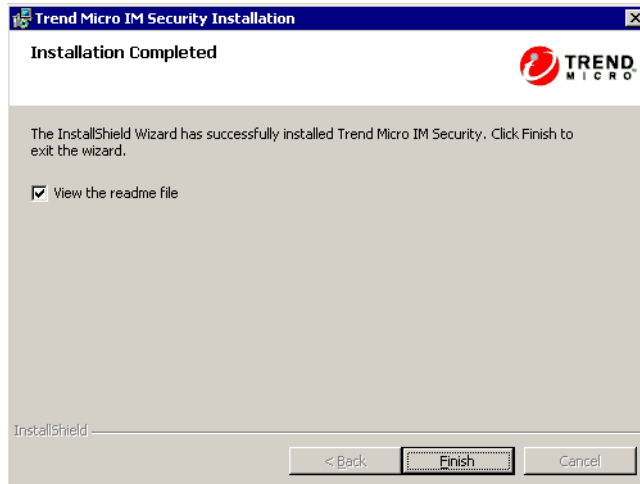 Trend Micro IM Security Installation
Installation Completed
TREND
MICRO
The InstallShield Wizard has successfully installed Trend Micro IM Security. Click Finish to
exit the wizard.
View the readme file
InstallShield
< Back
Finish
Cancel